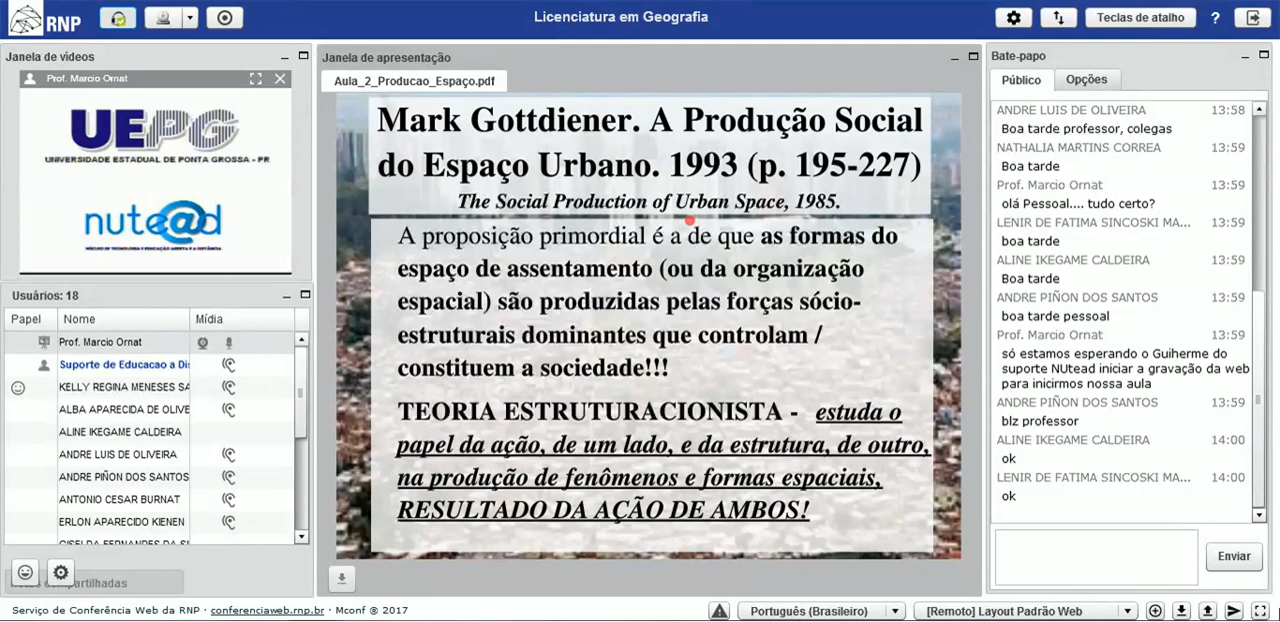 RNP
Licenciatura em Geografia
Teclas de atalho
?
Janela de vídeos
Prof. Marcio Ornat
UEPG
UNIVERSIDADE ESTADUAL DE PONTA GROSSA - PR
nute@d
NÚCLEO DE TECNOLOGIA E EDUCAÇÃO ABERTA E A DISTÂNCIA
Usuários: 18
Papel Nome Mídia
Prof. Marcio Ornat
Suporte de Educacao a Dis
KELLY REGINA MENESES SA
ALBA APARECIDA DE OLIVE
ALINE IKEGAME CALDEIRA
ANDRE LUIS DE OLIVEIRA
ANDRE PIÑON DOS SANTOS
ANTONIO CESAR BURNAT
ERLON APARECIDO KIENEN
Janela de apresentação
Aula_2_Producao_Espaço.pdf
Mark Gottdiener. A Produção Social
do Espaço Urbano. 1993 (p. 195-227)
The Social Production of Urban Space, 1985.
A proposição primordial é a de que as formas do
espaço de assentamento (ou da organização
espacial) são produzidas pelas forças sócio-
estruturais dominantes que controlam /
constituem a sociedade!!!
TEORIA ESTRUTURACIONISTA - estuda o
papel da ação, de um lado, e da estrutura, de outro,
na produção de fenômenos e formas espaciais,
RESULTADO DA AÇÃO DE AMBOS!
Bate-papo
Público Opções
ANDRE LUIS DE OLIVEIRA 13:58
Boa tarde professor, colegas
NATHALIA MARTINS CORREA 13:59
Boa tarde
Prof. Marcio Ornat 13:59
olá Pessoal.... tudo certo?
LENIR DE FATIMA SINCOSKI MA... 13:59
boa tarde
ALINE IKEGAME CALDEIRA 13:59
Boa tarde
ANDRE PIÑON DOS SANTOS 13:59
boa tarde pessoal
Prof. Marcio Ornat 13:59
só estamos esperando o Guiherme do
suporte NUtead iniciar a gravação da web
para inicirmos nossa aula
ANDRE PIÑON DOS SANTOS 13:59
blz professor
ALINE IKEGAME CALDEIRA 14:00
ok
LENIR DE FATIMA SINCOSKI MA... 14:00
ok
Enviar
Serviço de Conferência Web da RNP · conferenciaweb.rnp.br · Mconf ® 2017
Português (Brasileiro)
[Remoto] Layout Padrão Web